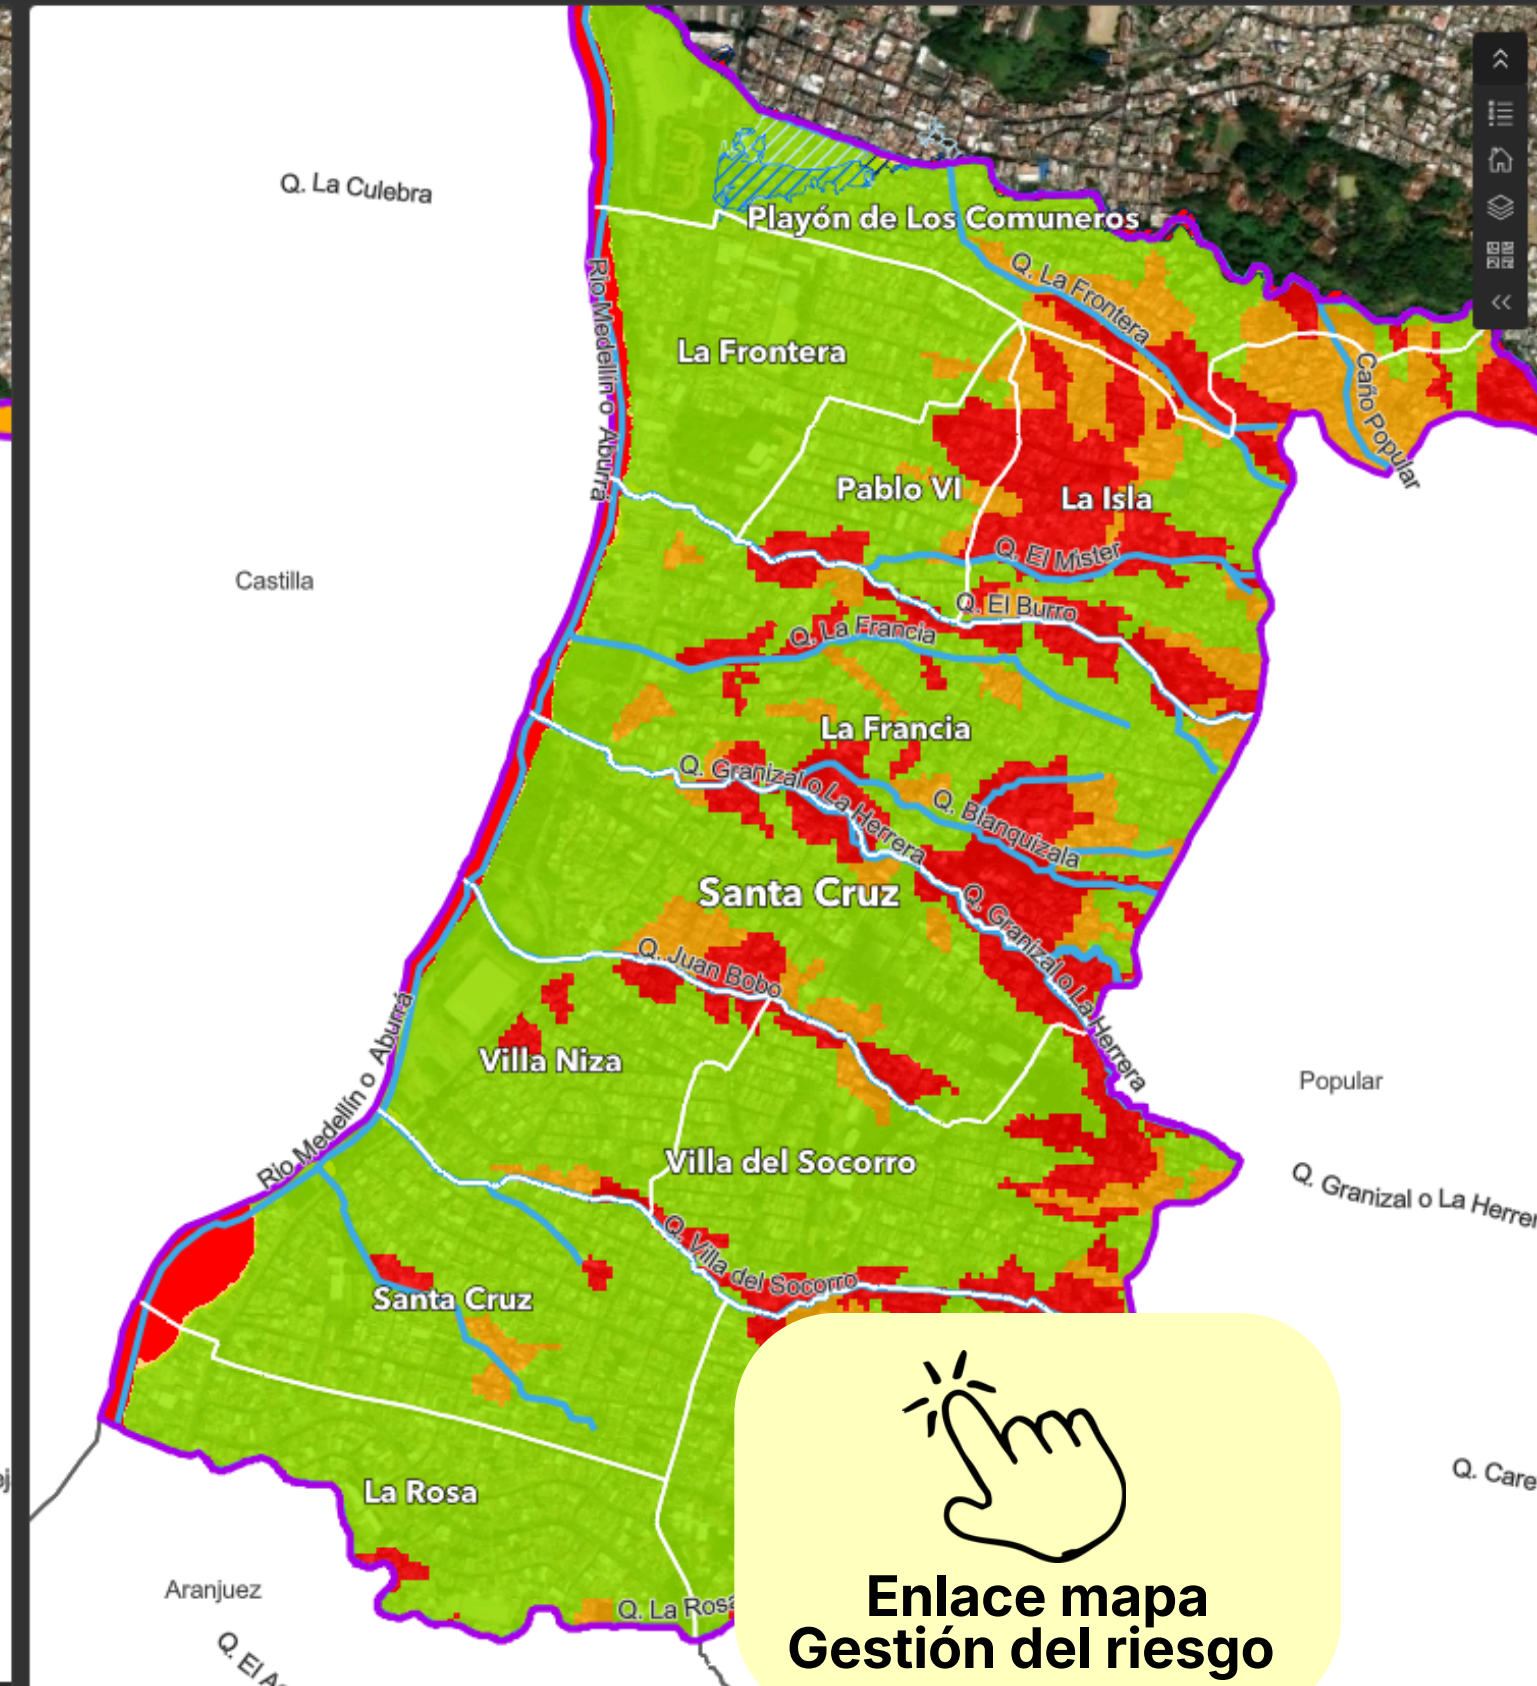 Q. La Culebra
Playón de Los Comuneros
Q. La Frontera
Río Medellín o Aburrá
La Frontera
Caño Popular
Pablo VI
La Isla
Q. El Mister
Castilla
Q. El Burro
Q. La Francia
La Francia
Q. Granizal o La Herrera
Q. Blanquizala
Santa Cruz
Q. Granizal o La Herrera
Q. Juan Bobo
Río Medellín o Aburrá
Villa Niza
Popular
Villa del Socorro
Q. Granizal o La Herrer
Q. Villa del Socorro
Santa Cruz
Q. Care
La Rosa
Aranjuez
Q. La Rosa
Q. El A
Enlace mapa
Gestión del riesgo